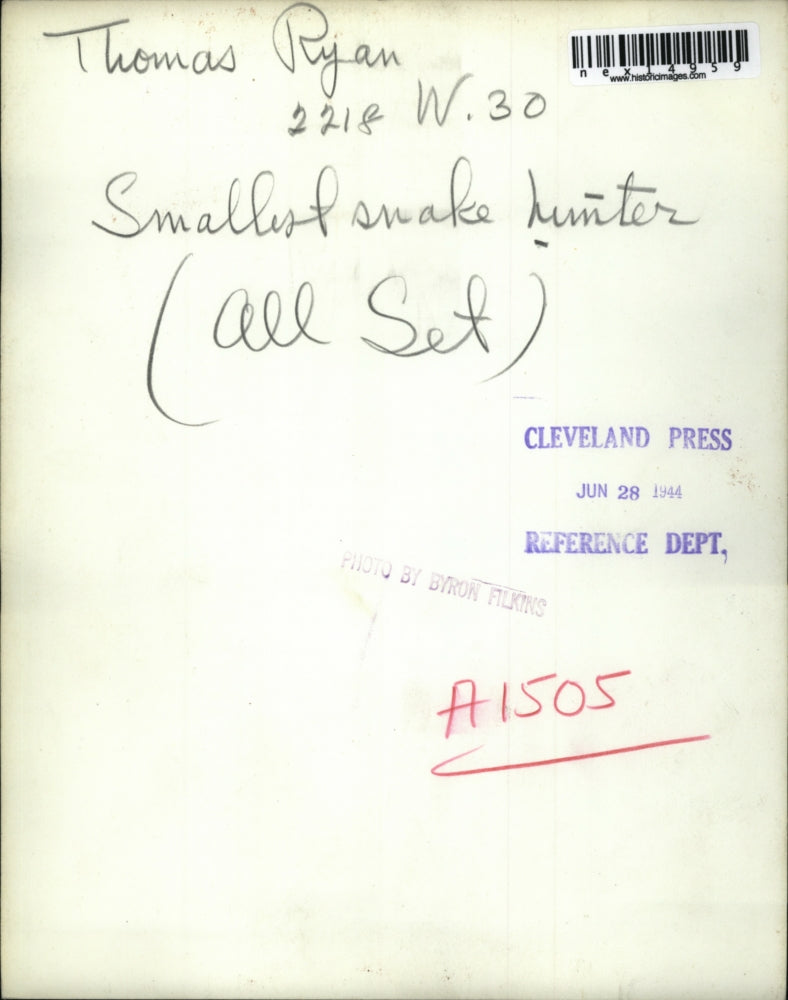 Thomas Ryan
nex14959
www.historicimages.com
2218 W. 30
Smallest snake hunter
(All Set)
CLEVELAND PRESS
JUN 28 1944
REFERENCE DEPT,
PHOTO BY BYRON FILKINS
A1505